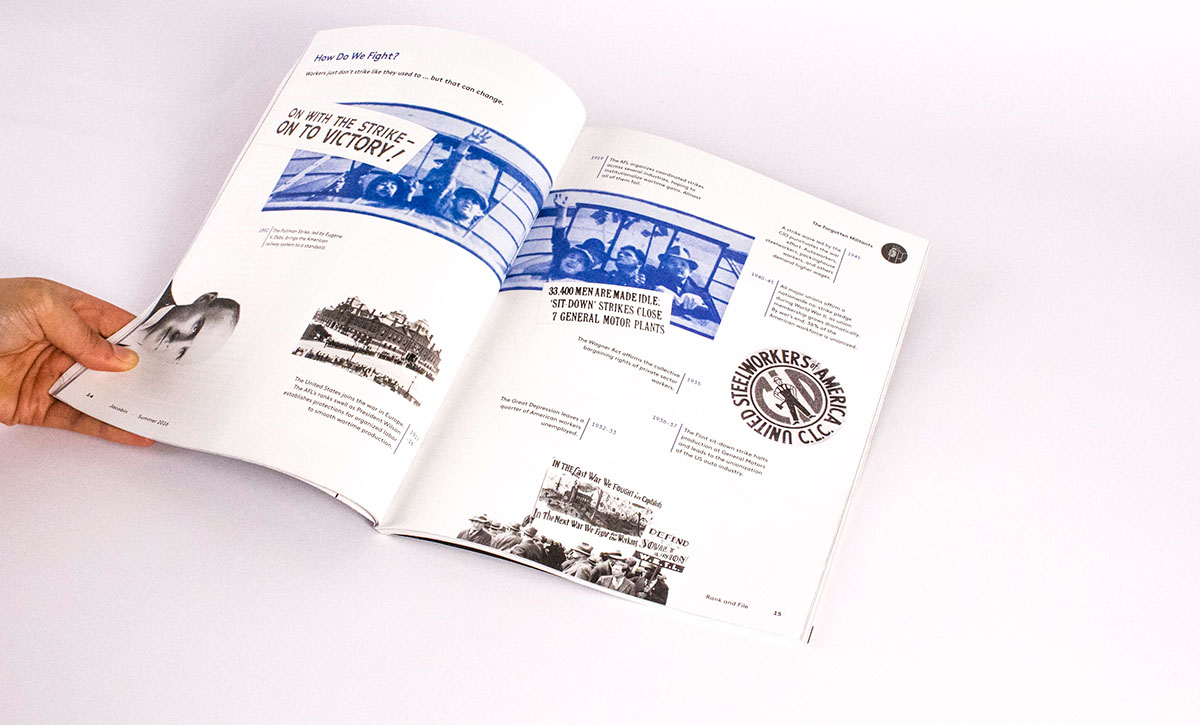 How Do We Fight?
Workers just don't strike like they used to ... but that can change.
ON WITH THE STRIKE–
ON TO VICTORY!
The Pullman Strike, led by Eugene
V. Debs, brings the American
railway system to a standstill.
The United States joins the war in Europe.
The AFL's ranks swell as President Wilson
establishes protections for organized labor
to smooth wartime production.
14
Jacobin
Summer 2016
1919
The AFL organizes coordinated strikes
across several industries, hoping to
institutionalize wartime gains. Almost
all of them fail.
The Forgotten Militants
A strike wave led by the
CIO punctuates the war
effort. Autoworkers,
steelworkers, packinghouse
workers, and others
demand higher wages.
1945
1940–45
All major unions affirm a
nationwide no-strike pledge
during World War II, as union
membership grows dramatically.
By war's end, 36% of the
American workforce is unionized.
33,400 MEN ARE MADE IDLE;
'SIT-DOWN' STRIKES CLOSE
7 GENERAL MOTOR PLANTS
The Wagner Act affirms the collective
bargaining rights of private sector
workers.
1935
UNITED STEELWORKERS of AMERICA
CIO
The Great Depression leaves a
quarter of American workers
unemployed.
1932–33
1936–37
The Flint sit-down strike halts
production at General Motors
and leads to the unionization
of the US auto industry.
IN THE Last War We Fought for Capitalists
In The Next War We Fight for the Workers
DEFEND
Rank and File
15